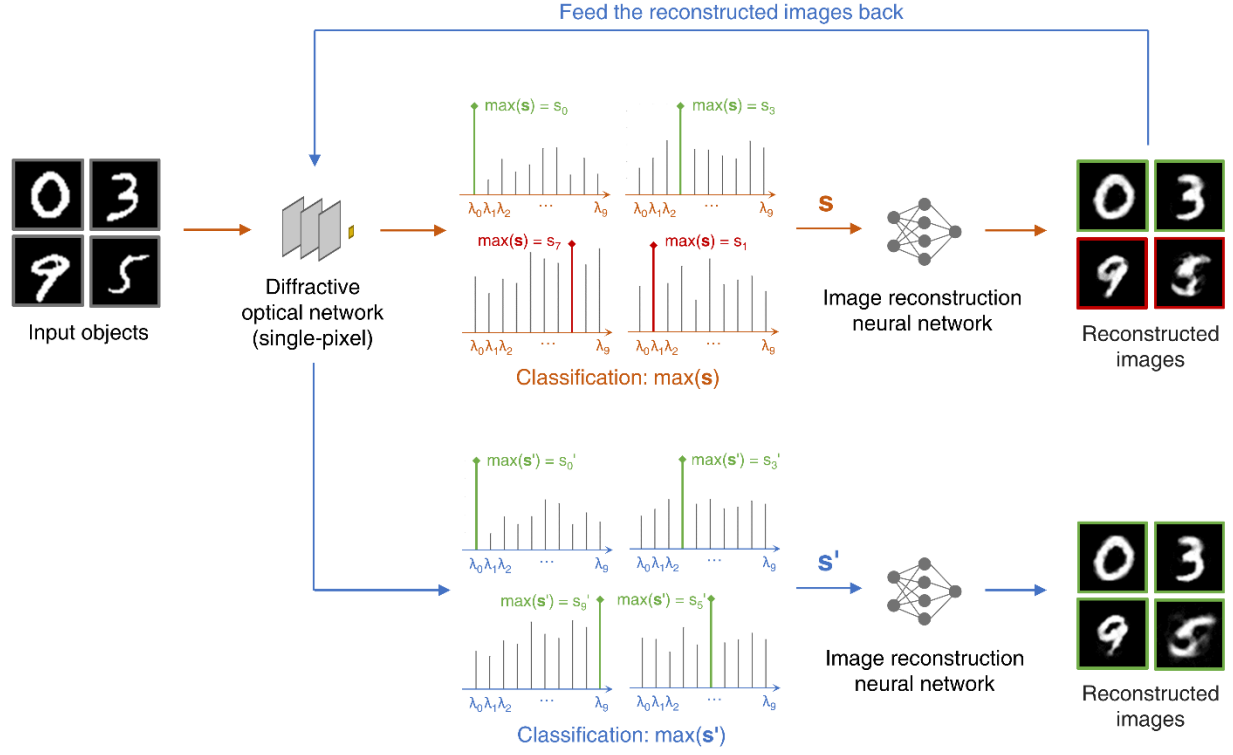 Feed the reconstructed images back
max(s) = s₀
max(s) = s₃
λ₀λ₁λ₂ ⋯ λ₉
λ₀λ₁λ₂ ⋯ λ₉
max(s) = s₇
max(s) = s₁
λ₀λ₁λ₂ ⋯ λ₉
λ₀λ₁λ₂ ⋯ λ₉
Classification: max(s)
0 3
9 5
Input objects
Diffractive
optical network
(single-pixel)
s
Image reconstruction
neural network
0 3
9 5
Reconstructed
images
max(s') = s₀'
max(s') = s₃'
λ₀λ₁λ₂ ⋯ λ₉
λ₀λ₁λ₂ ⋯ λ₉
max(s') = s₉'
max(s') = s₅'
λ₀λ₁λ₂ ⋯ λ₉
λ₀λ₁λ₂ ⋯ λ₉
Classification: max(s')
s'
Image reconstruction
neural network
0 3
9 5
Reconstructed
images